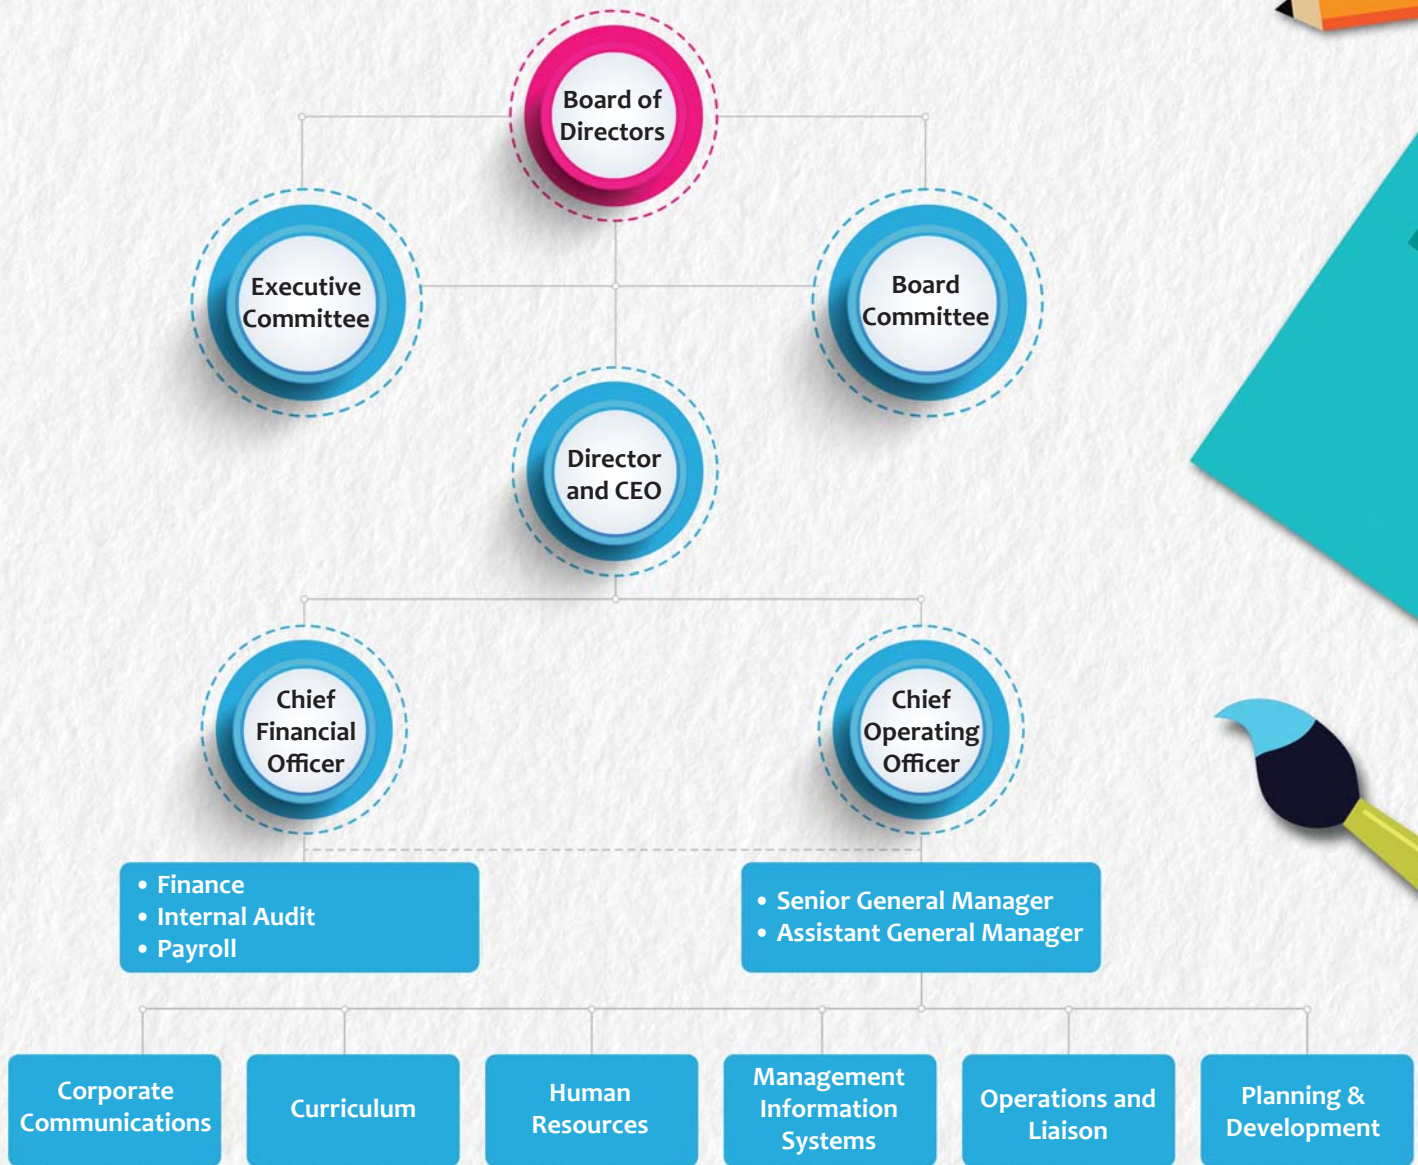 Board of
Directors
Executive
Committee
Board
Committee
Director
and CEO
Chief
Financial
Officer
Chief
Operating
Officer
• Finance
• Internal Audit
• Payroll
• Senior General Manager
• Assistant General Manager
Corporate
Communications
Curriculum
Human
Resources
Management
Information
Systems
Operations and
Liaison
Planning &
Development